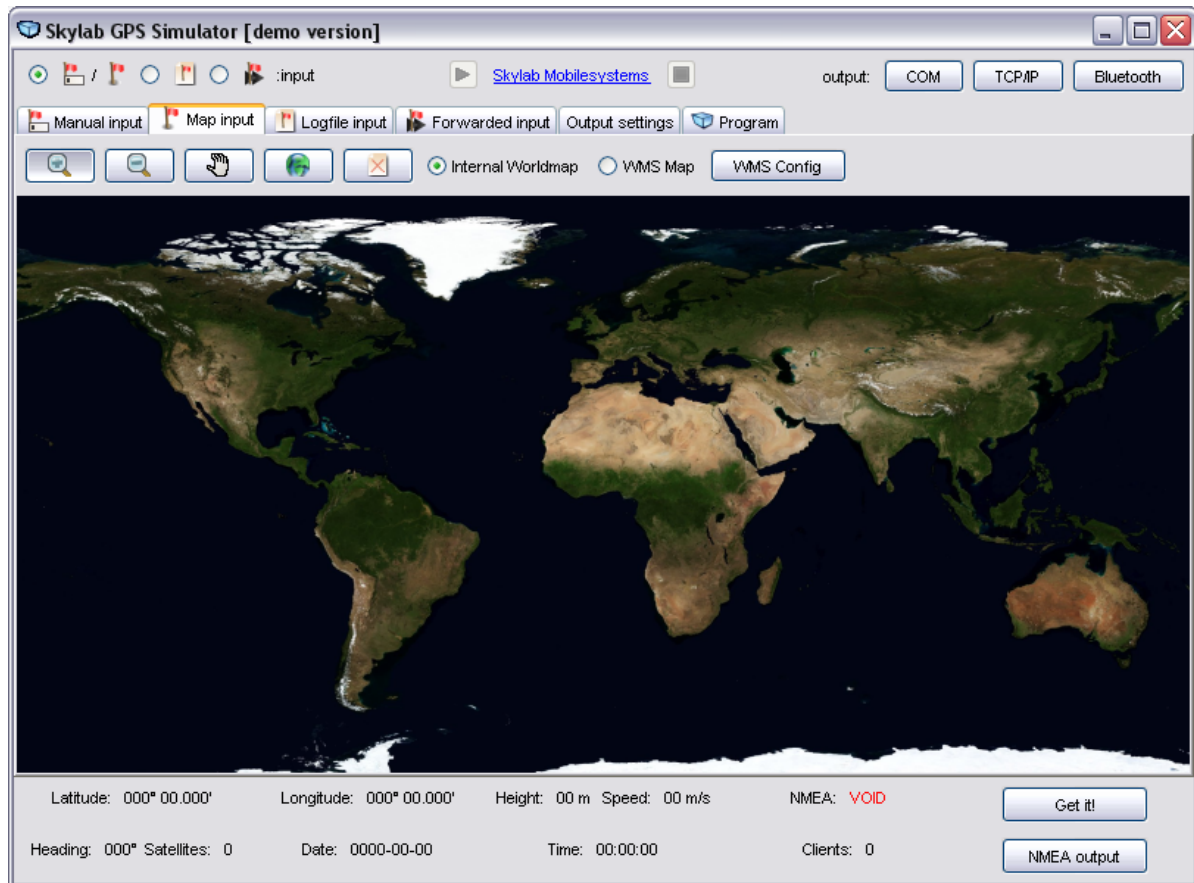 Skylab GPS Simulator [demo version]
/ :input Skylab Mobilesystems output: COM TCP/IP Bluetooth
Manual input Map input Logfile input Forwarded input Output settings Program
Internal Worldmap WMS Map WMS Config
Latitude: 000° 00.000' Longitude: 000° 00.000' Height: 00 m Speed: 00 m/s NMEA: VOID Get it!
Heading: 000° Satellites: 0 Date: 0000-00-00 Time: 00:00:00 Clients: 0 NMEA output